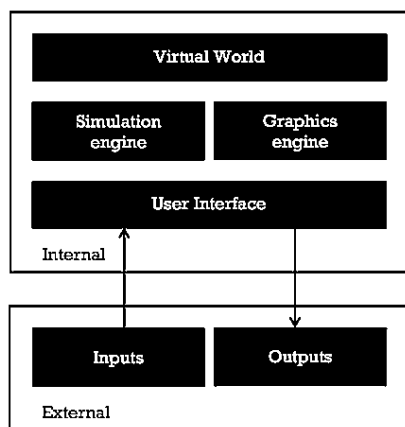 Virtual World
Simulation
engine
Graphics
engine
User Interface
Internal
Inputs
Outputs
External